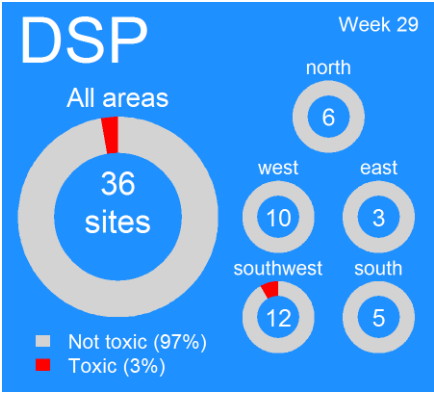 DSP
Week 29
All areas
36
sites
north
6
west
10
east
3
southwest
12
south
5
Not toxic (97%)
Toxic (3%)